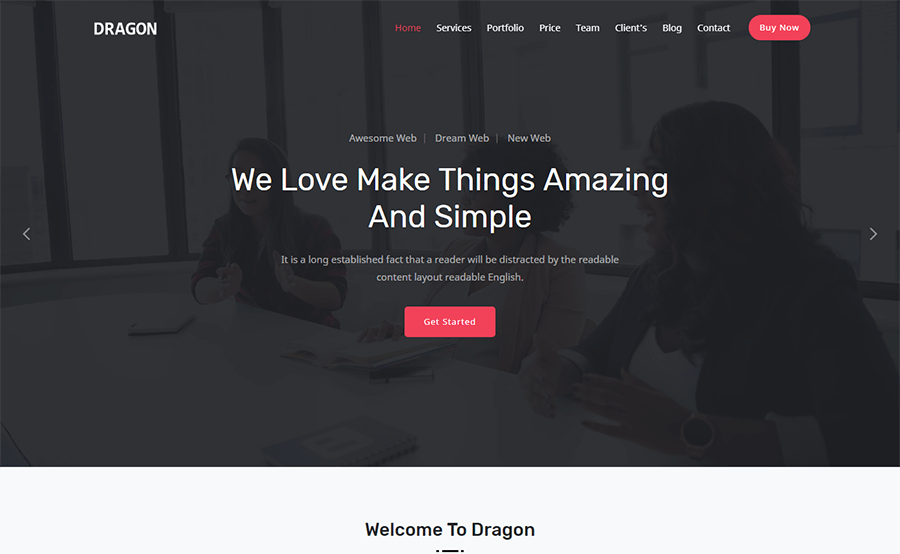 DRAGON
Home Services Portfolio Price Team Client's Blog Contact Buy Now
Awesome Web | Dream Web | New Web
We Love Make Things Amazing
And Simple
It is a long established fact that a reader will be distracted by the readable
content layout readable English.
Get Started
Welcome To Dragon